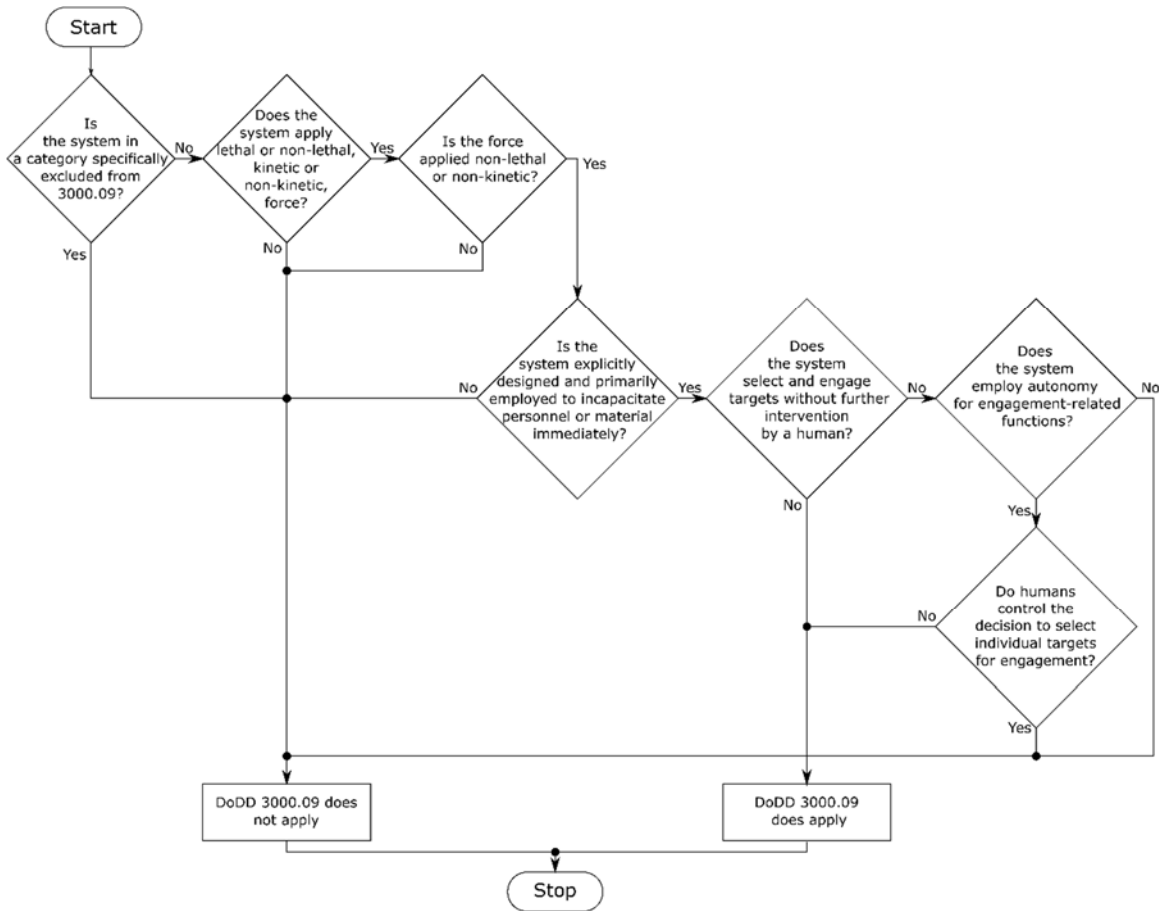 Start
Is
the system in
a category specifically
excluded from
3000.09?
No
Yes
Does the
system apply
lethal or non-lethal,
kinetic or
non-kinetic,
force?
Yes
No
Is the force
applied non-lethal
or non-kinetic?
Yes
No
Is the
system explicitly
designed and primarily
employed to incapacitate
personnel or material
immediately?
No
Yes
Does
the system
select and engage
targets without further
intervention
by a human?
No
No
Does
the system
employ autonomy
for engagement-related
functions?
No
Yes
Do humans
control the
decision to select
individual targets
for engagement?
No
Yes
DoDD 3000.09 does
not apply
DoDD 3000.09
does apply
Stop